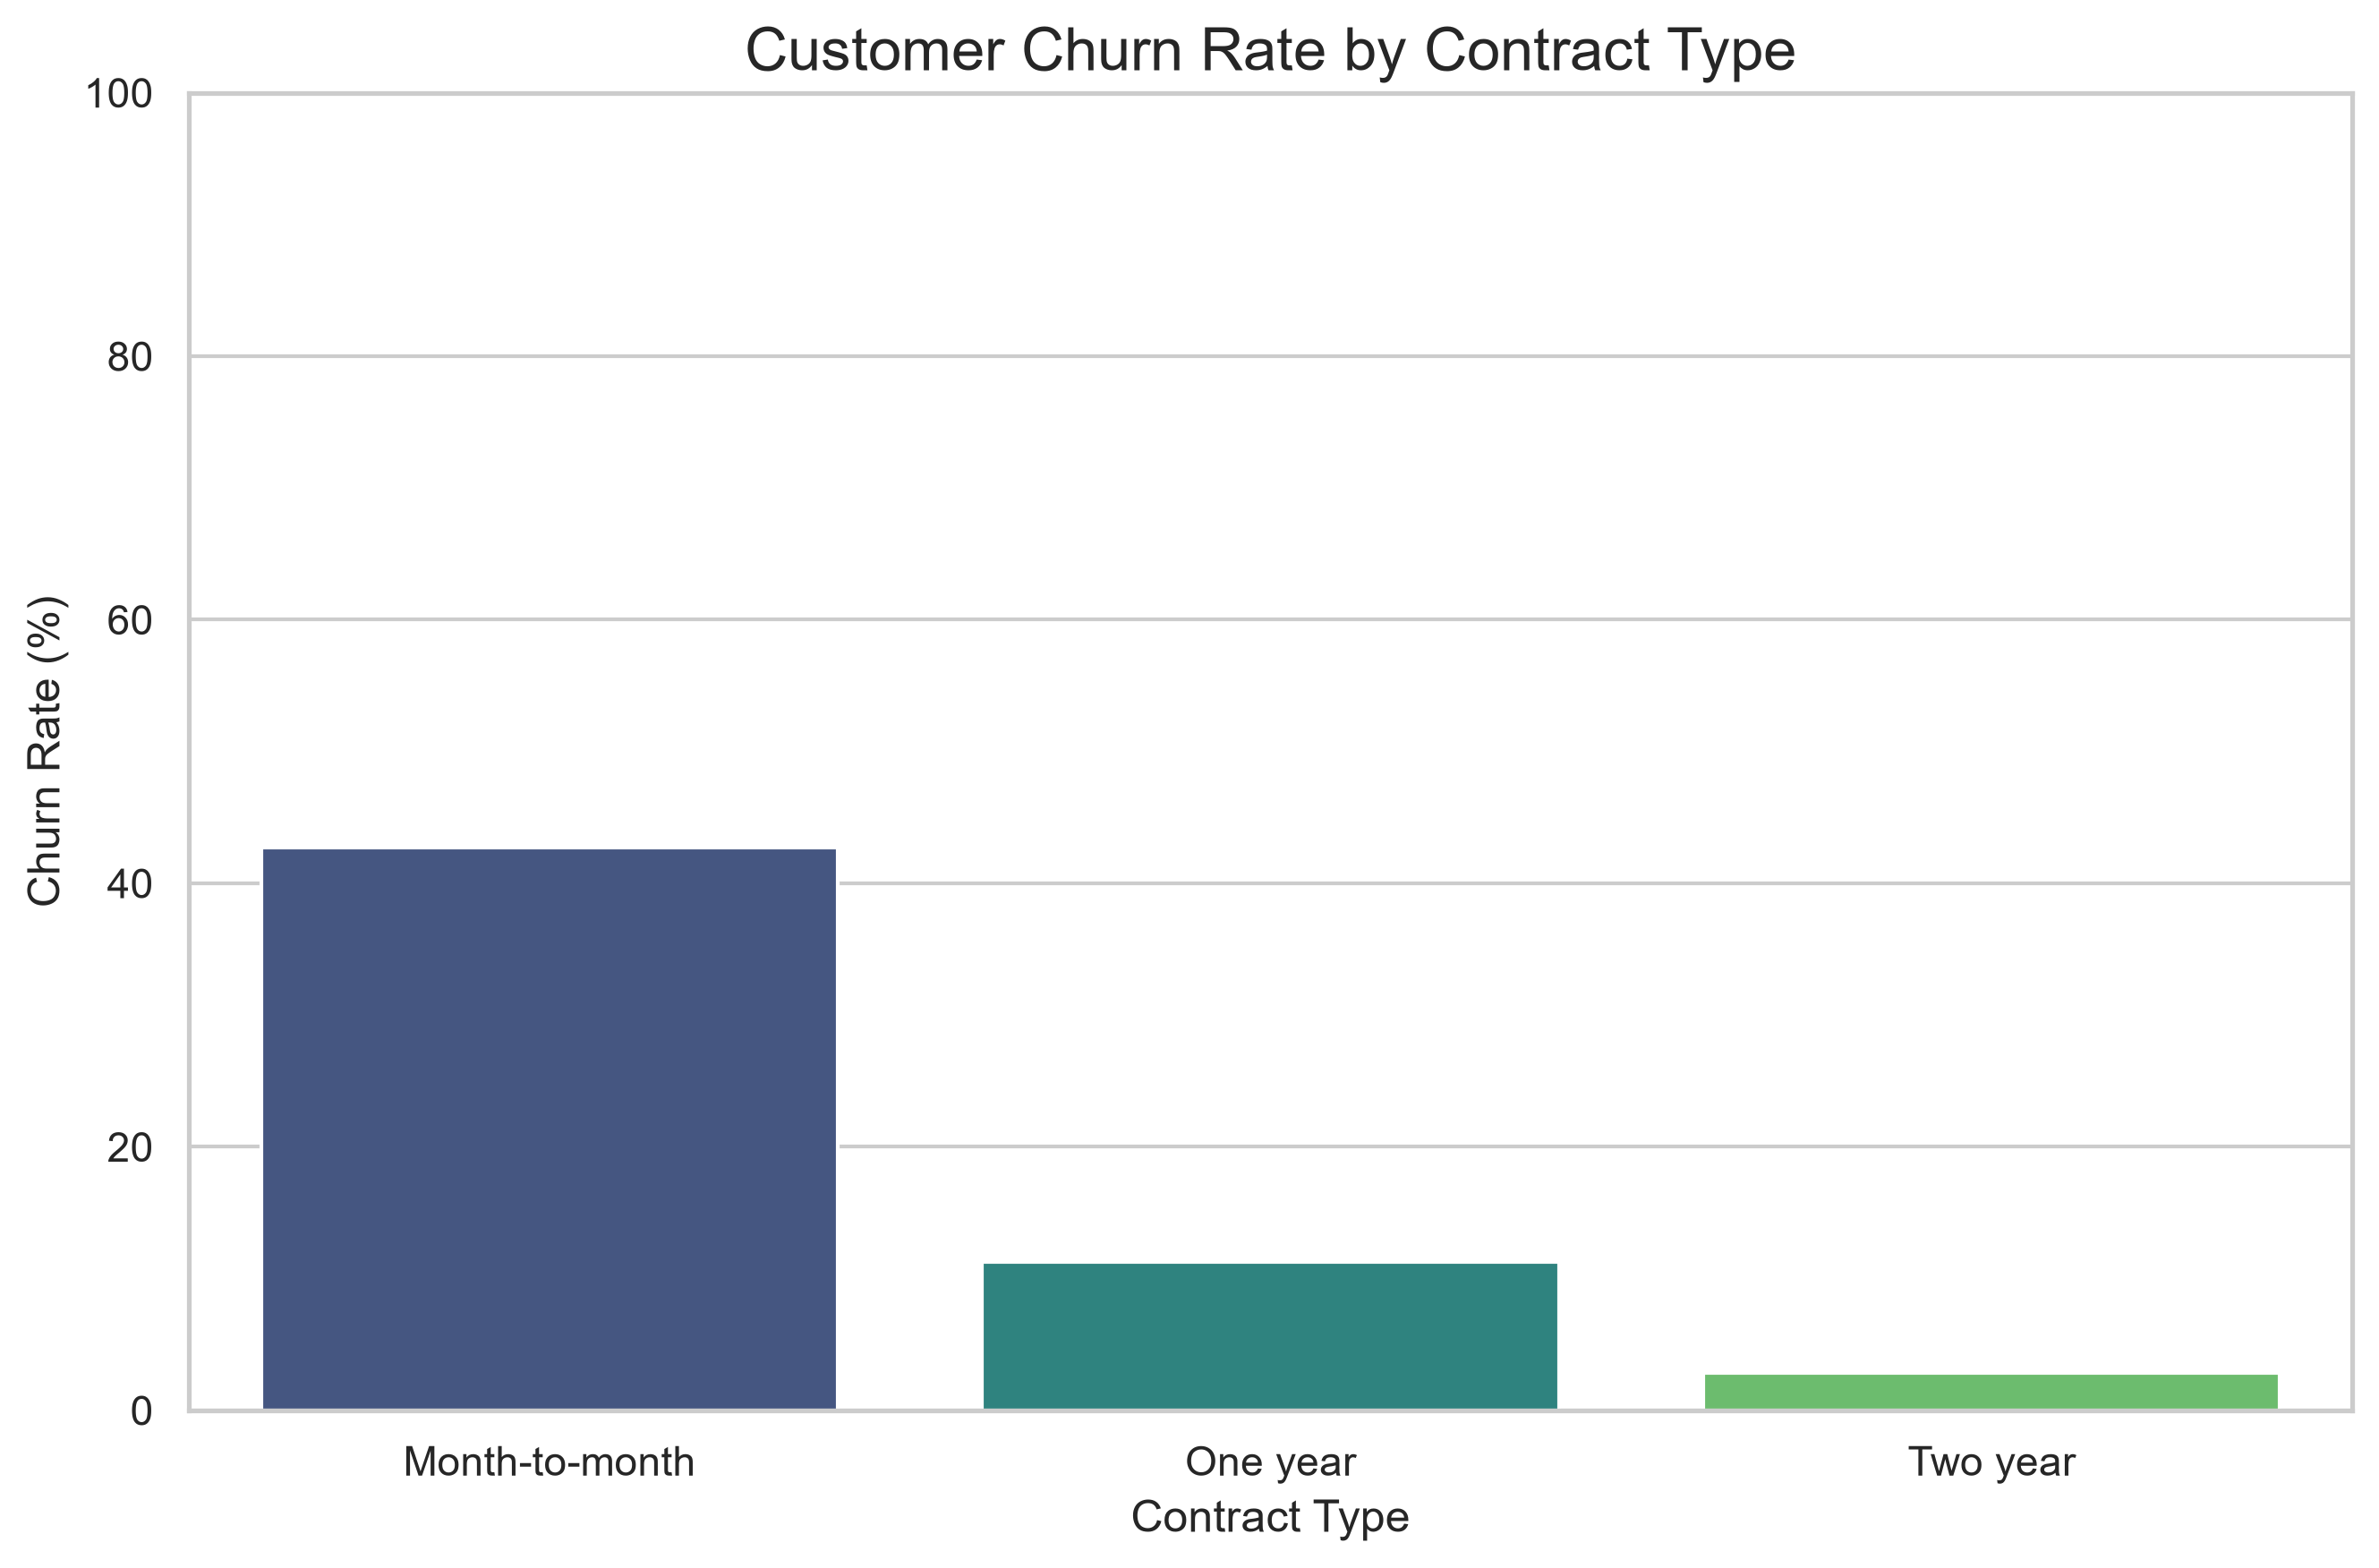 Customer Churn Rate by Contract Type
100
80
60
40
20
0
Churn Rate (%)
Month-to-month
One year
Two year
Contract Type